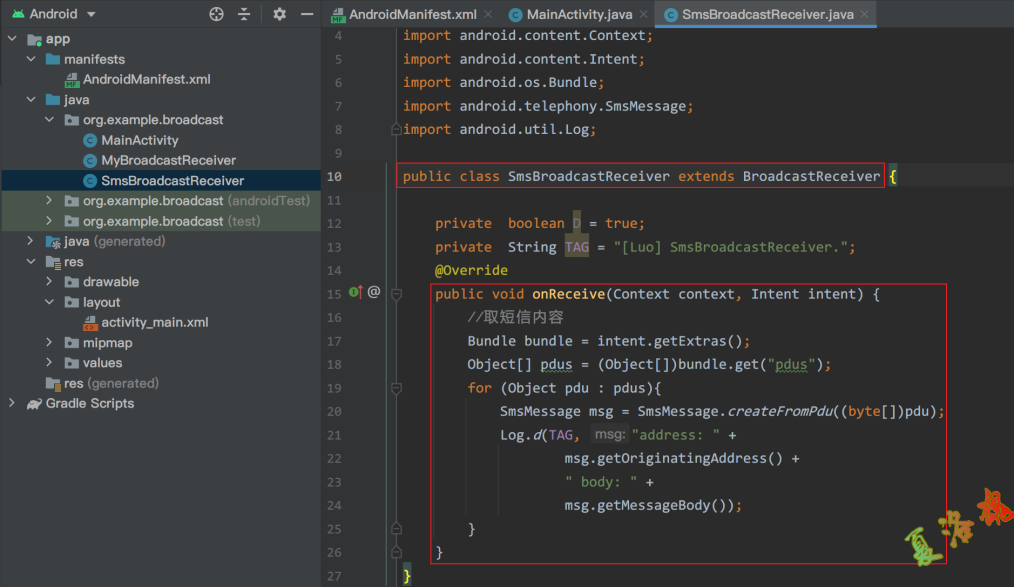 Android
AndroidManifest.xml
MainActivity.java
SmsBroadcastReceiver.java
app
manifests
AndroidManifest.xml
java
org.example.broadcast
MainActivity
MyBroadcastReceiver
SmsBroadcastReceiver
org.example.broadcast (androidTest)
org.example.broadcast (test)
java (generated)
res
drawable
layout
activity_main.xml
mipmap
values
res (generated)
Gradle Scripts
4 import android.content.Context;
5 import android.content.Intent;
6 import android.os.Bundle;
7 import android.telephony.SmsMessage;
8 import android.util.Log;
9
10 public class SmsBroadcastReceiver extends BroadcastReceiver {
11
12 private boolean D = true;
13 private String TAG = "[Luo] SmsBroadcastReceiver.";
14 @Override
15 @ public void onReceive(Context context, Intent intent) {
16 //取短信内容
17 Bundle bundle = intent.getExtras();
18 Object[] pdus = (Object[])bundle.get("pdus");
19 for (Object pdu : pdus){
20 SmsMessage msg = SmsMessage.createFromPdu((byte[])pdu);
21 Log.d(TAG, msg: "address: " +
22 msg.getOriginatingAddress() +
23 " body: " +
24 msg.getMessageBody());
25 }
26 }
27 }